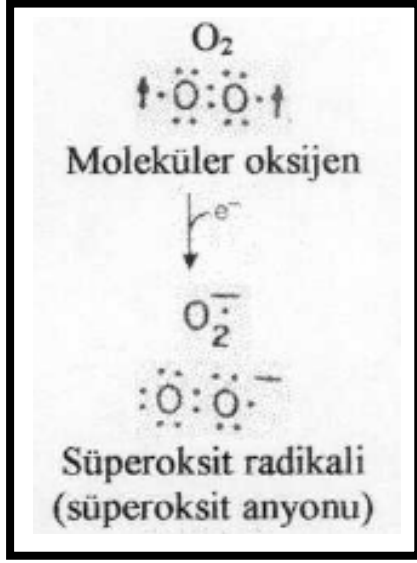 O₂
·O:O·
Moleküler oksijen
e⁻
O₂·⁻
:O:O·⁻
Süperoksit radikali
(süperoksit anyonu)